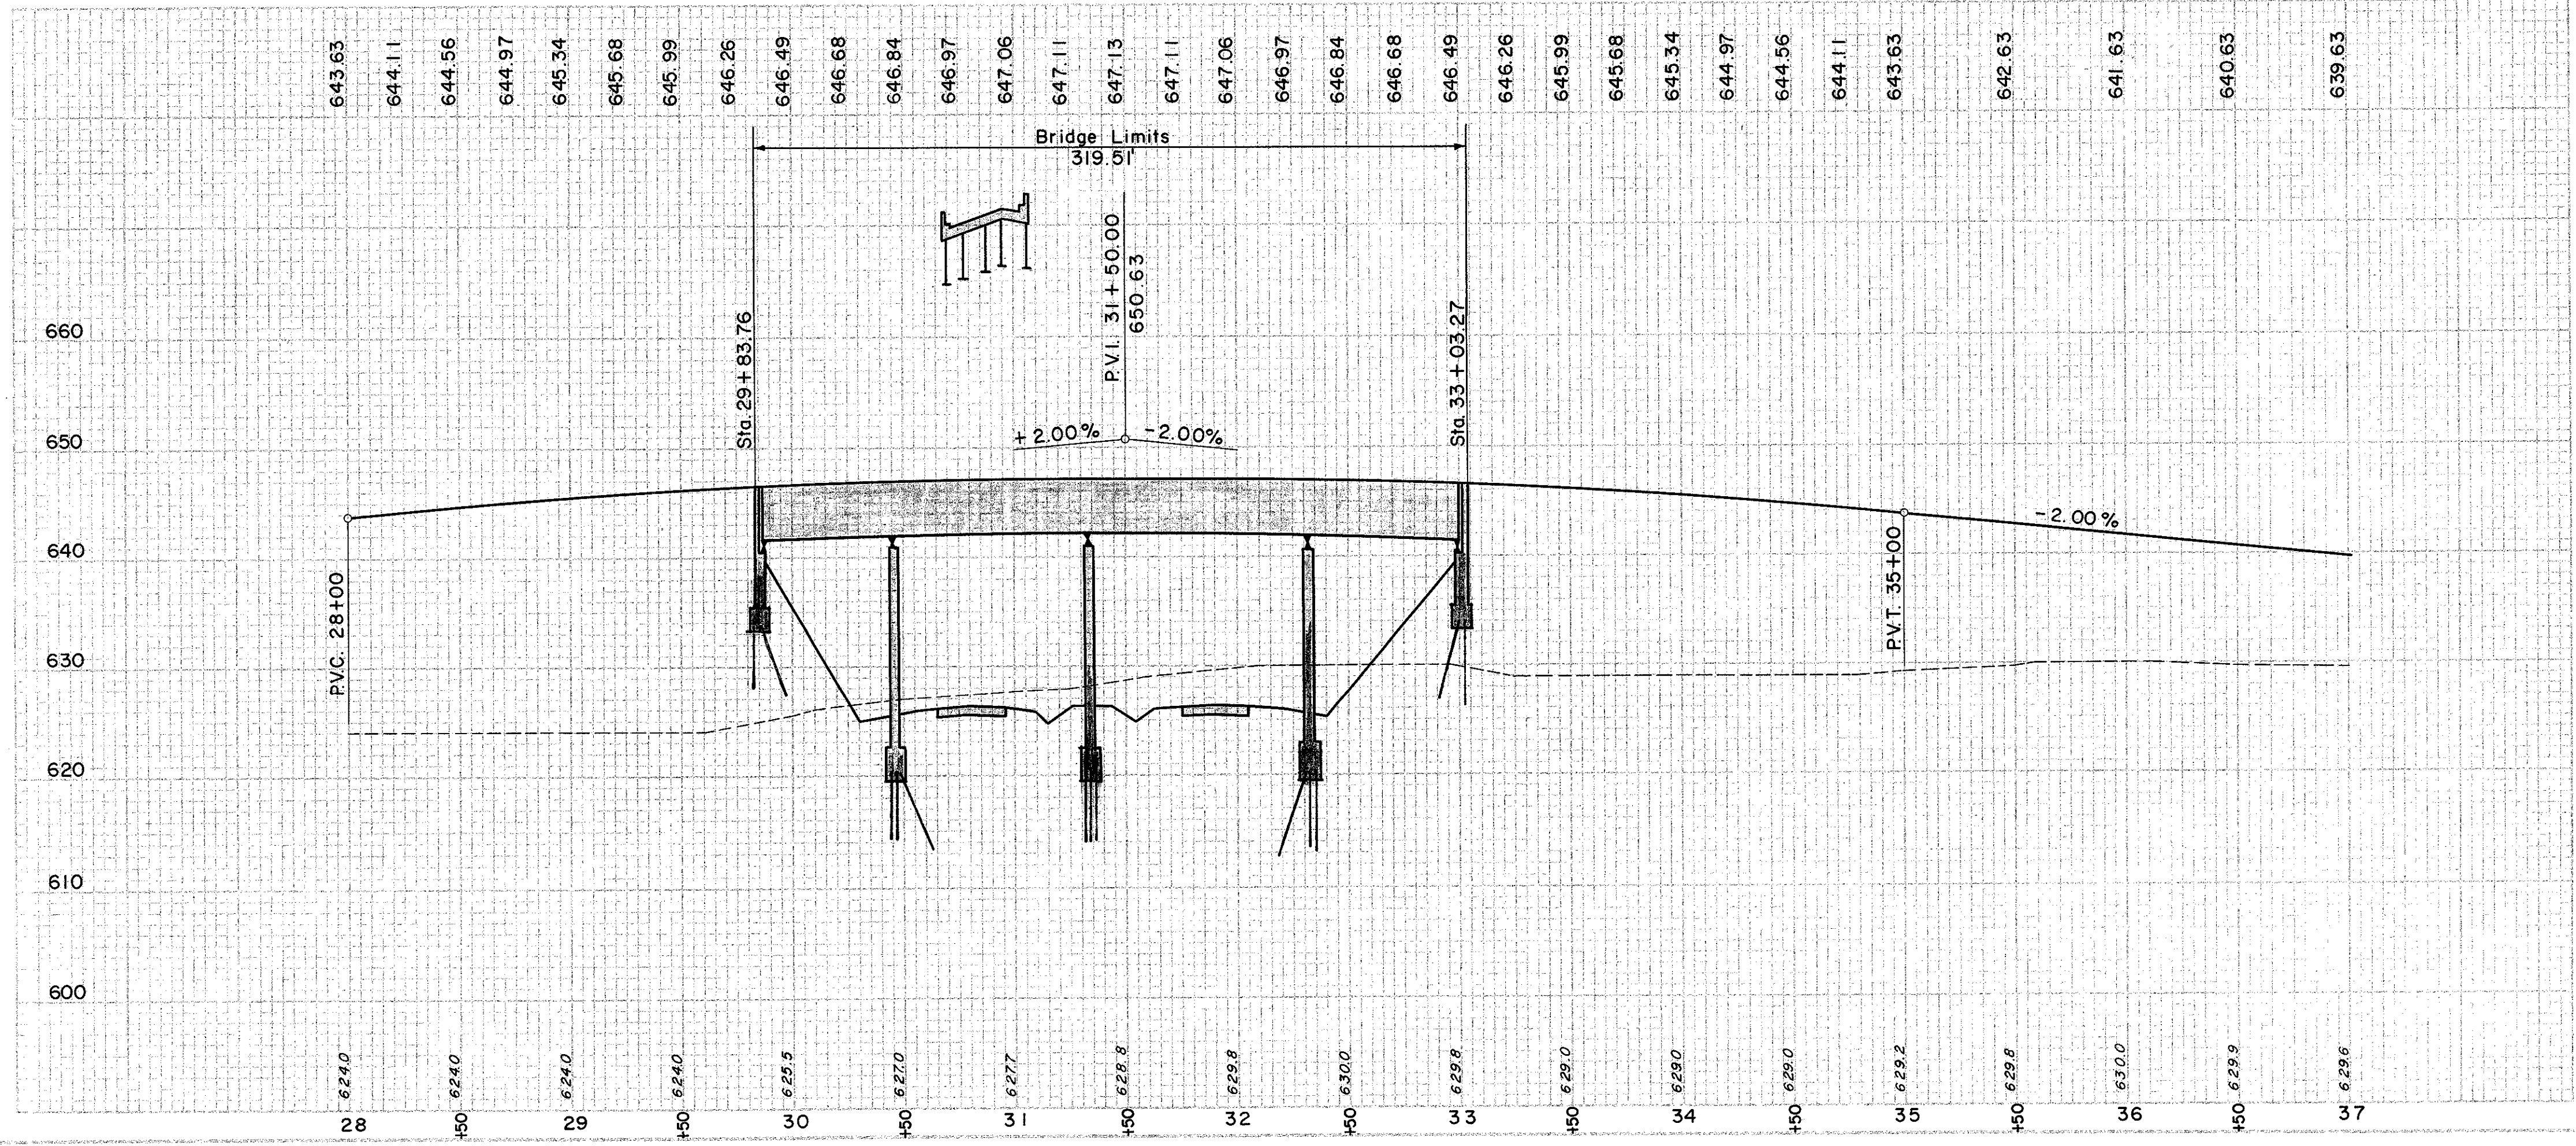 643.63 644.11 644.56 644.97 645.34 645.68 645.99 646.26 646.49 646.68 646.84 646.97 647.06 647.11 647.13 647.11 647.06 646.97 646.84 646.68 646.49 646.26 645.99 645.68 645.34 644.97 644.56 644.11 643.63 642.63 641.63 640.63 639.63
Bridge Limits
319.51'
P.V.I. 31+50.00
650.63
Sta. 29+83.76
Sta. 33+03.27
+2.00% -2.00%
660
650
640
630
620
610
600
P.V.C. 28+00
P.V.T. 35+00
-2.00%
624.0 624.0 624.0 624.0 625.5 627.0 627.7 628.8 629.8 630.0 629.8 629.0 629.0 629.0 629.2 629.8 630.0 629.9 629.6
28 +50 29 +50 30 +50 31 +50 32 +50 33 +50 34 +50 35 +50 36 +50 37